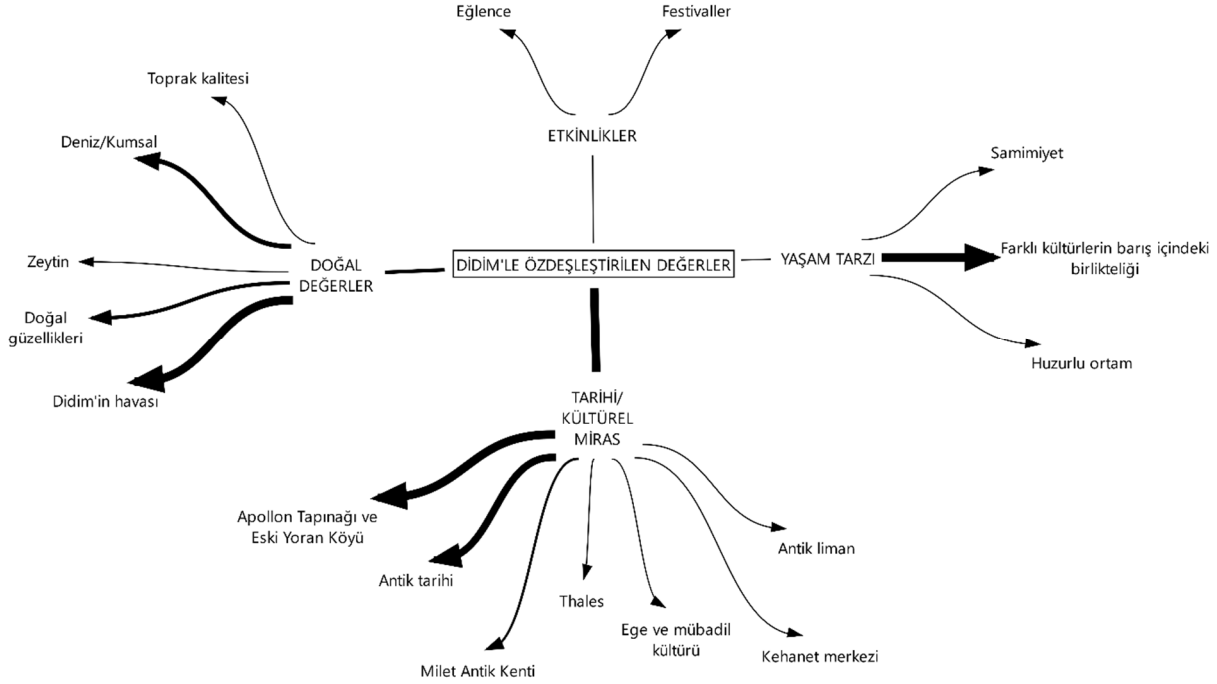 Eğlence
Festivaller
Toprak kalitesi
ETKİNLİKLER
Deniz/Kumsal
Samimiyet
Zeytin
DOĞAL
DEĞERLER
DİDİM'LE ÖZDEŞLEŞTİRİLEN DEĞERLER
YAŞAM TARZI
Farklı kültürlerin barış içindeki
birlikteliği
Doğal
güzellikleri
Huzurlu ortam
Didim'in havası
TARİHİ/
KÜLTÜREL
MİRAS
Apollon Tapınağı ve
Eski Yoran Köyü
Antik liman
Antik tarihi
Thales
Ege ve mübadil
kültürü
Kehanet merkezi
Milet Antik Kenti